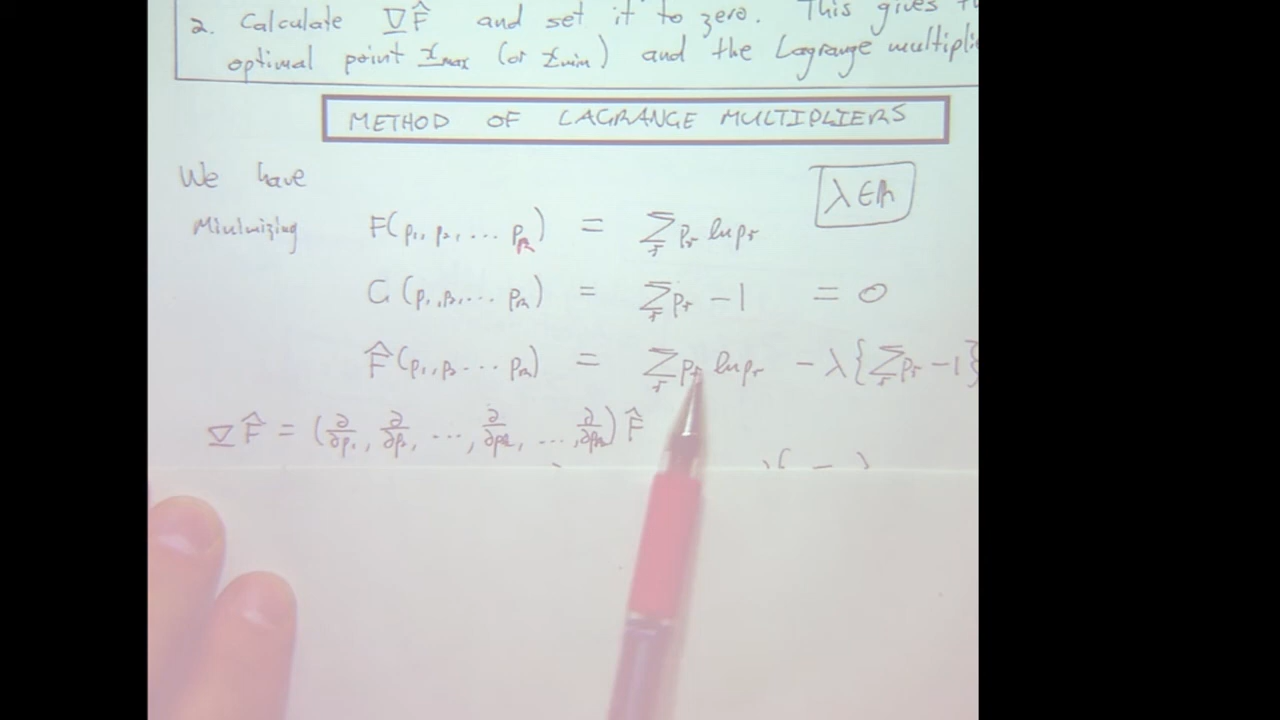 2. Calculate ∇F̂ and set it to zero. This gives
optimal point x_max (or x_min) and the Lagrange
METHOD OF LAGRANGE MULTIPLIERS
We have
λ∈ℝ
Minimizing F(p₁, p₂, ... p_R) = Σ_r p_r ln p_r
G(p₁, p₂, ... p_R) = Σ_r p_r − 1 = 0
F̂(p₁, p₂ ... p_R) = Σ_r p_r ln p_r − λ{Σ_r p_r − 1}
∇F̂ = (∂/∂p₁, ∂/∂p₂, ..., ∂/∂p_k, ..., ∂/∂p_R) F̂